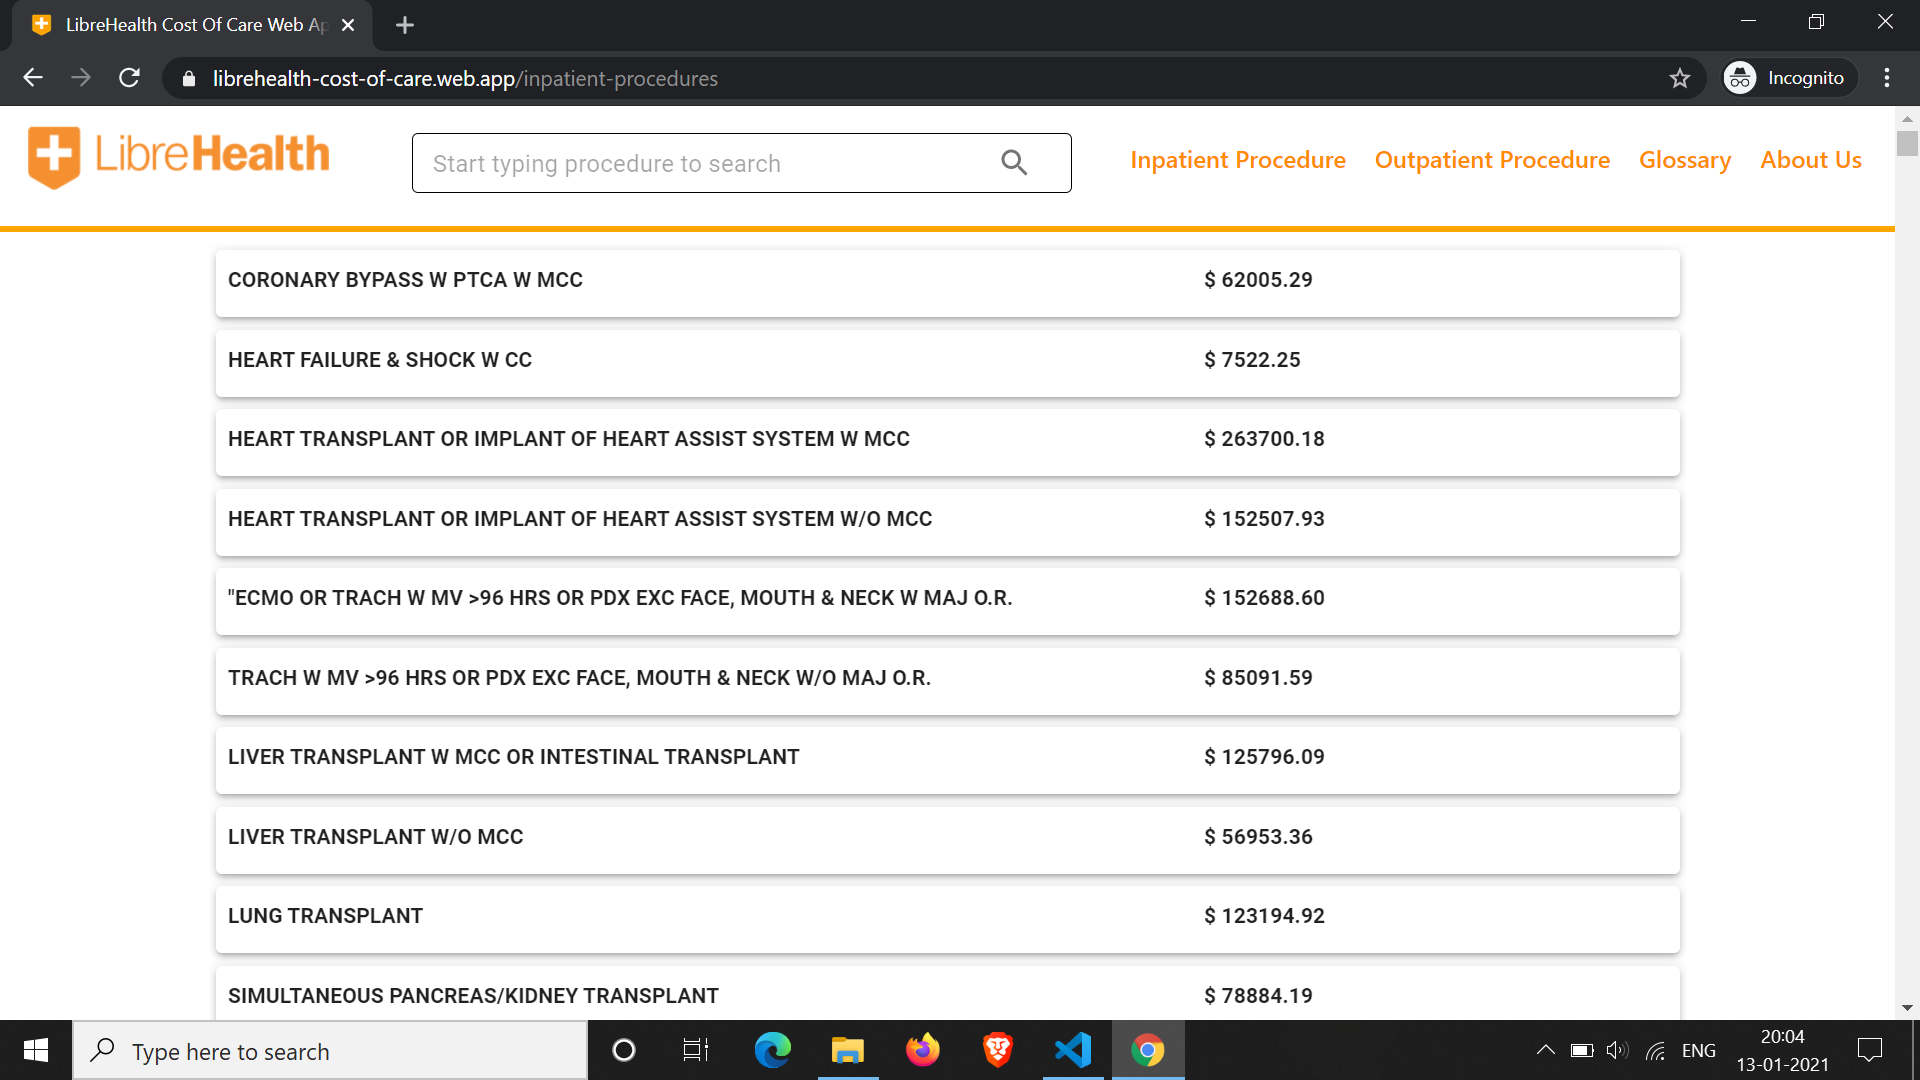 LibreHealth Cost Of Care Web Ap
librehealth-cost-of-care.web.app/inpatient-procedures
Incognito
LibreHealth
Start typing procedure to search
Inpatient Procedure
Outpatient Procedure
Glossary
About Us
CORONARY BYPASS W PTCA W MCC $ 62005.29
HEART FAILURE & SHOCK W CC $ 7522.25
HEART TRANSPLANT OR IMPLANT OF HEART ASSIST SYSTEM W MCC $ 263700.18
HEART TRANSPLANT OR IMPLANT OF HEART ASSIST SYSTEM W/O MCC $ 152507.93
"ECMO OR TRACH W MV >96 HRS OR PDX EXC FACE, MOUTH & NECK W MAJ O.R. $ 152688.60
TRACH W MV >96 HRS OR PDX EXC FACE, MOUTH & NECK W/O MAJ O.R. $ 85091.59
LIVER TRANSPLANT W MCC OR INTESTINAL TRANSPLANT $ 125796.09
LIVER TRANSPLANT W/O MCC $ 56953.36
LUNG TRANSPLANT $ 123194.92
SIMULTANEOUS PANCREAS/KIDNEY TRANSPLANT $ 78884.19
Type here to search
ENG
20:04
13-01-2021